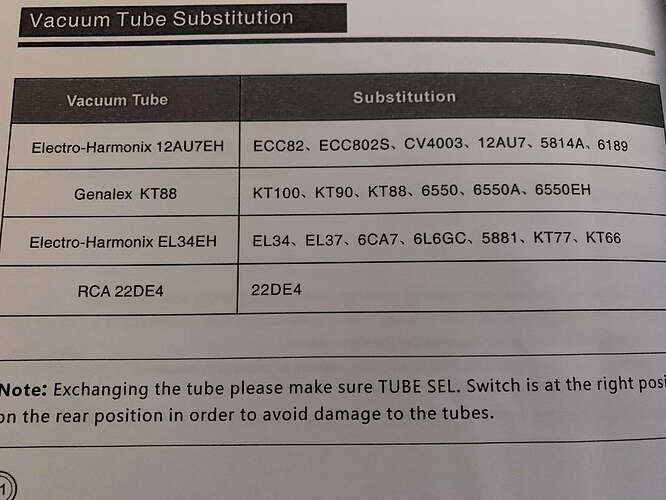 Vacuum Tube Substitution
Vacuum Tube Substitution
Electro-Harmonix 12AU7EH ECC82、ECC802S、CV4003、12AU7、5814A、6189
Genalex KT88 KT100、KT90、KT88、6550、6550A、6550EH
Electro-Harmonix EL34EH EL34、EL37、6CA7、6L6GC、5881、KT77、KT66
RCA 22DE4 22DE4
Note: Exchanging the tube please make sure TUBE SEL. Switch is at the right posi
on the rear position in order to avoid damage to the tubes.